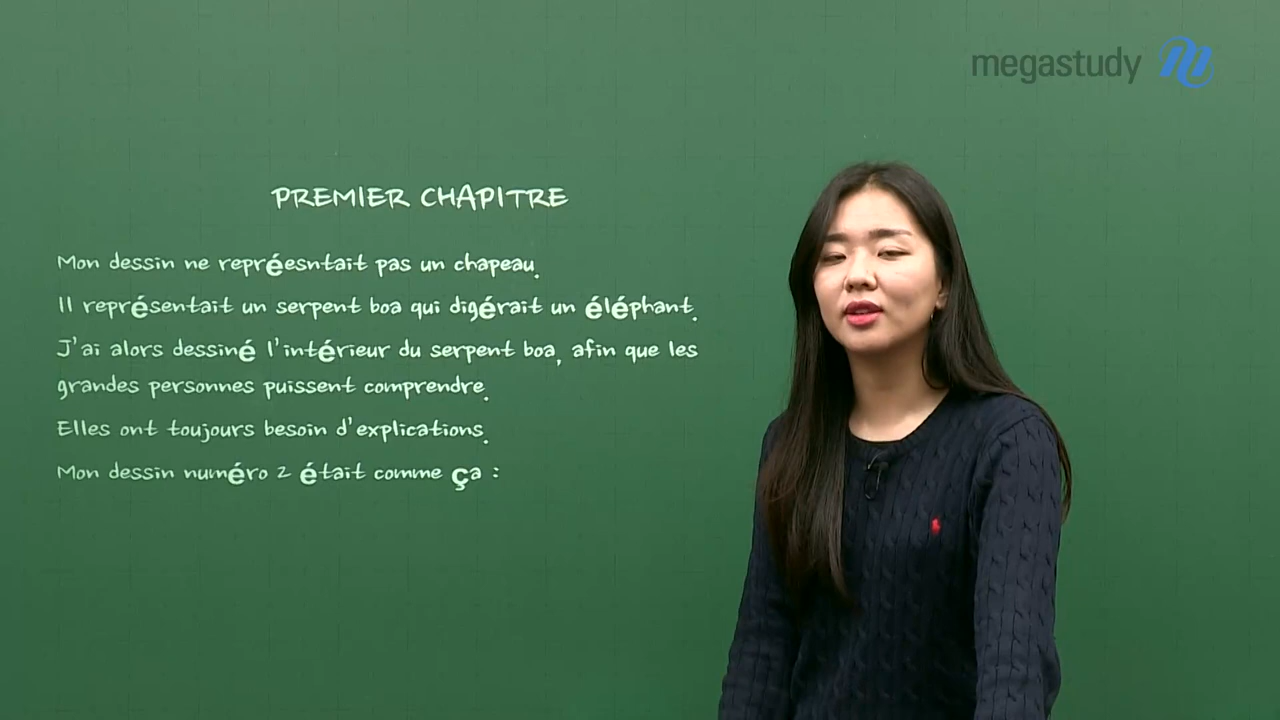 megastudy
PREMIER CHAPITRE
Mon dessin ne repréesntait pas un chapeau.
Il représentait un serpent boa qui digérait un éléphant.
J'ai alors dessiné l'intérieur du serpent boa, afin que les
grandes personnes puissent comprendre.
Elles ont toujours besoin d'explications.
Mon dessin numéro 2 était comme ça :